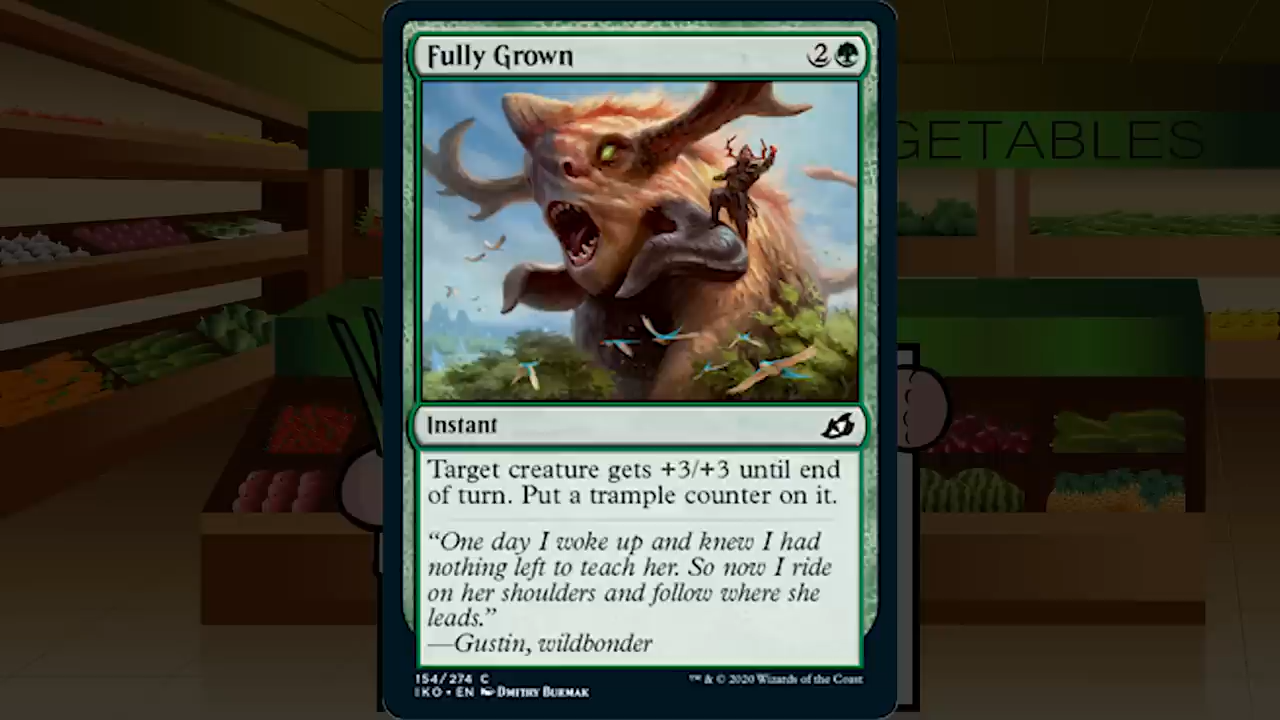 Fully Grown 2
GETABLES
Instant
Target creature gets +3/+3 until end
of turn. Put a trample counter on it.
“One day I woke up and knew I had
nothing left to teach her. So now I ride
on her shoulders and follow where she
leads.”
—Gustin, wildbonder
154/274 C
IKO • EN Dmitry Burmak
™ & © 2020 Wizards of the Coast